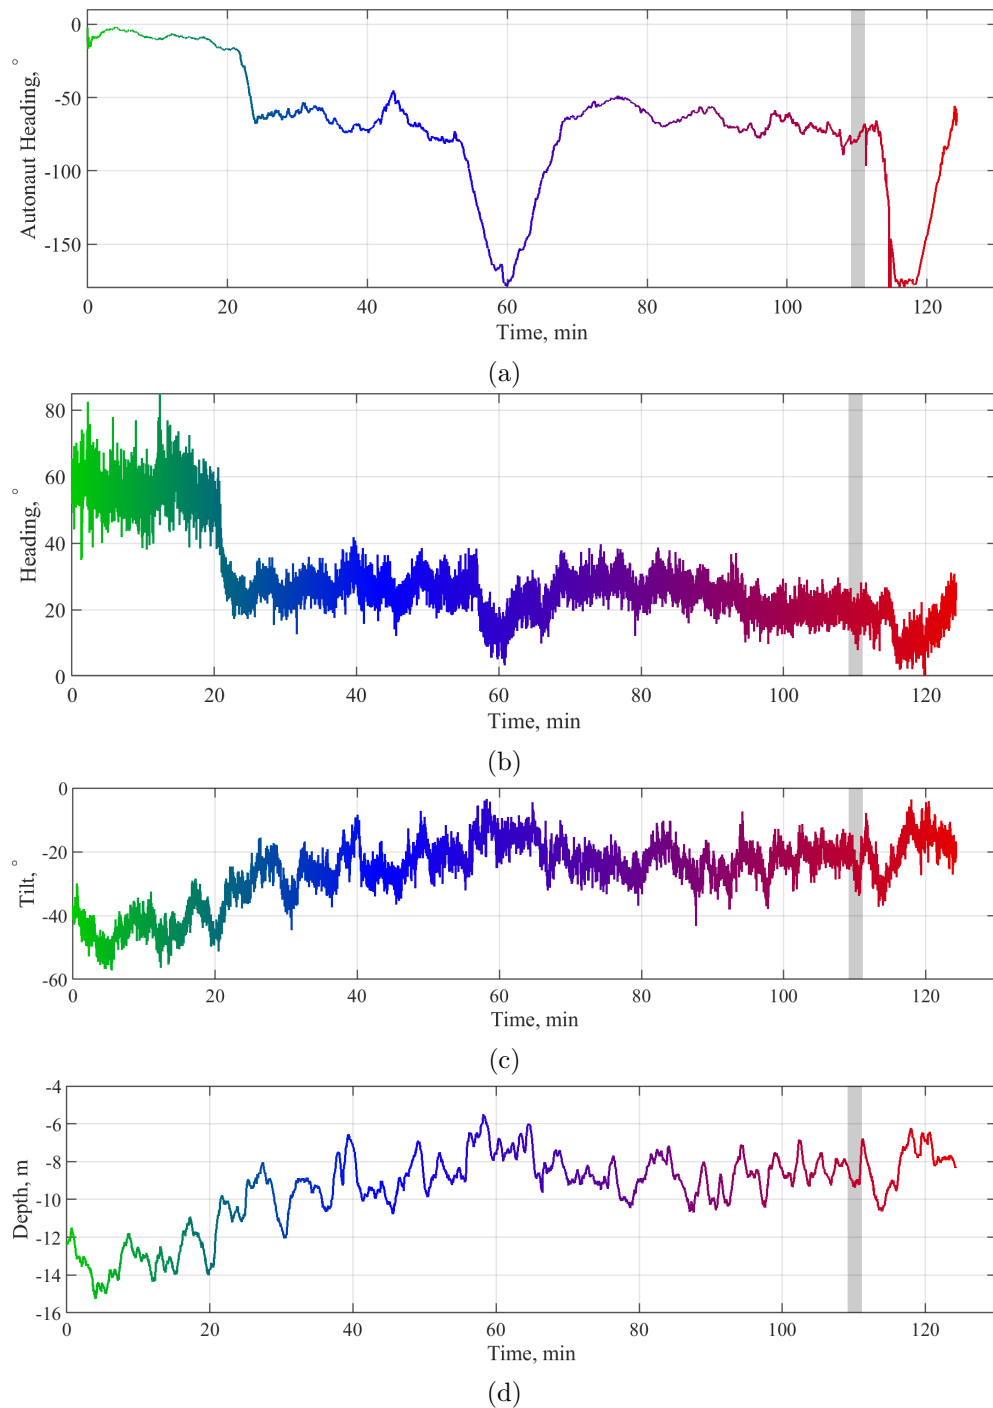 0
-50
-100
-150
Autonaut Heading, °
0 20 40 60 80 100 120
Time, min
(a)
80
60
40
20
0
Heading, °
0 20 40 60 80 100 120
Time, min
(b)
0
-20
-40
-60
Tilt, °
0 20 40 60 80 100 120
Time, min
(c)
-4
-6
-8
-10
-12
-14
-16
Depth, m
0 20 40 60 80 100 120
Time, min
(d)